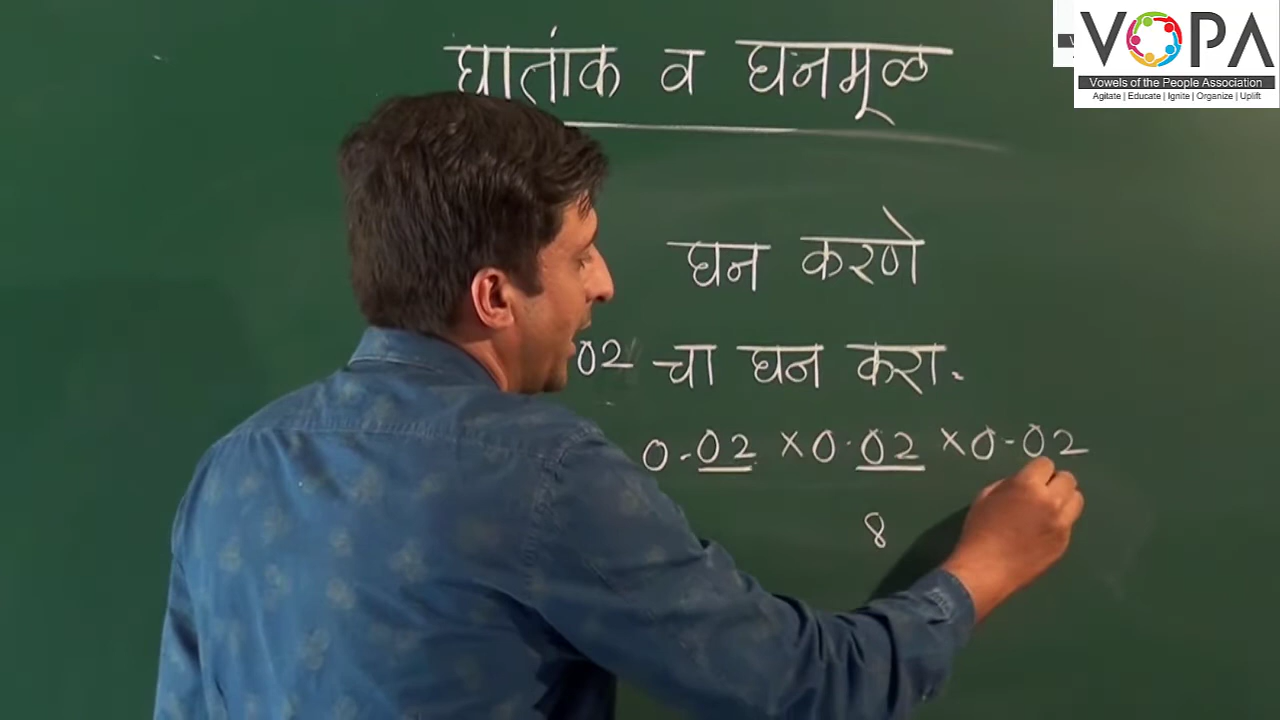 VOPA
Vowels of the People Association
Agitate | Educate | Ignite | Organize | Uplift
घातांक व घनमूळ
घन करणे
02 चा घन करा.
0.02 × 0.02 × 0.02
8